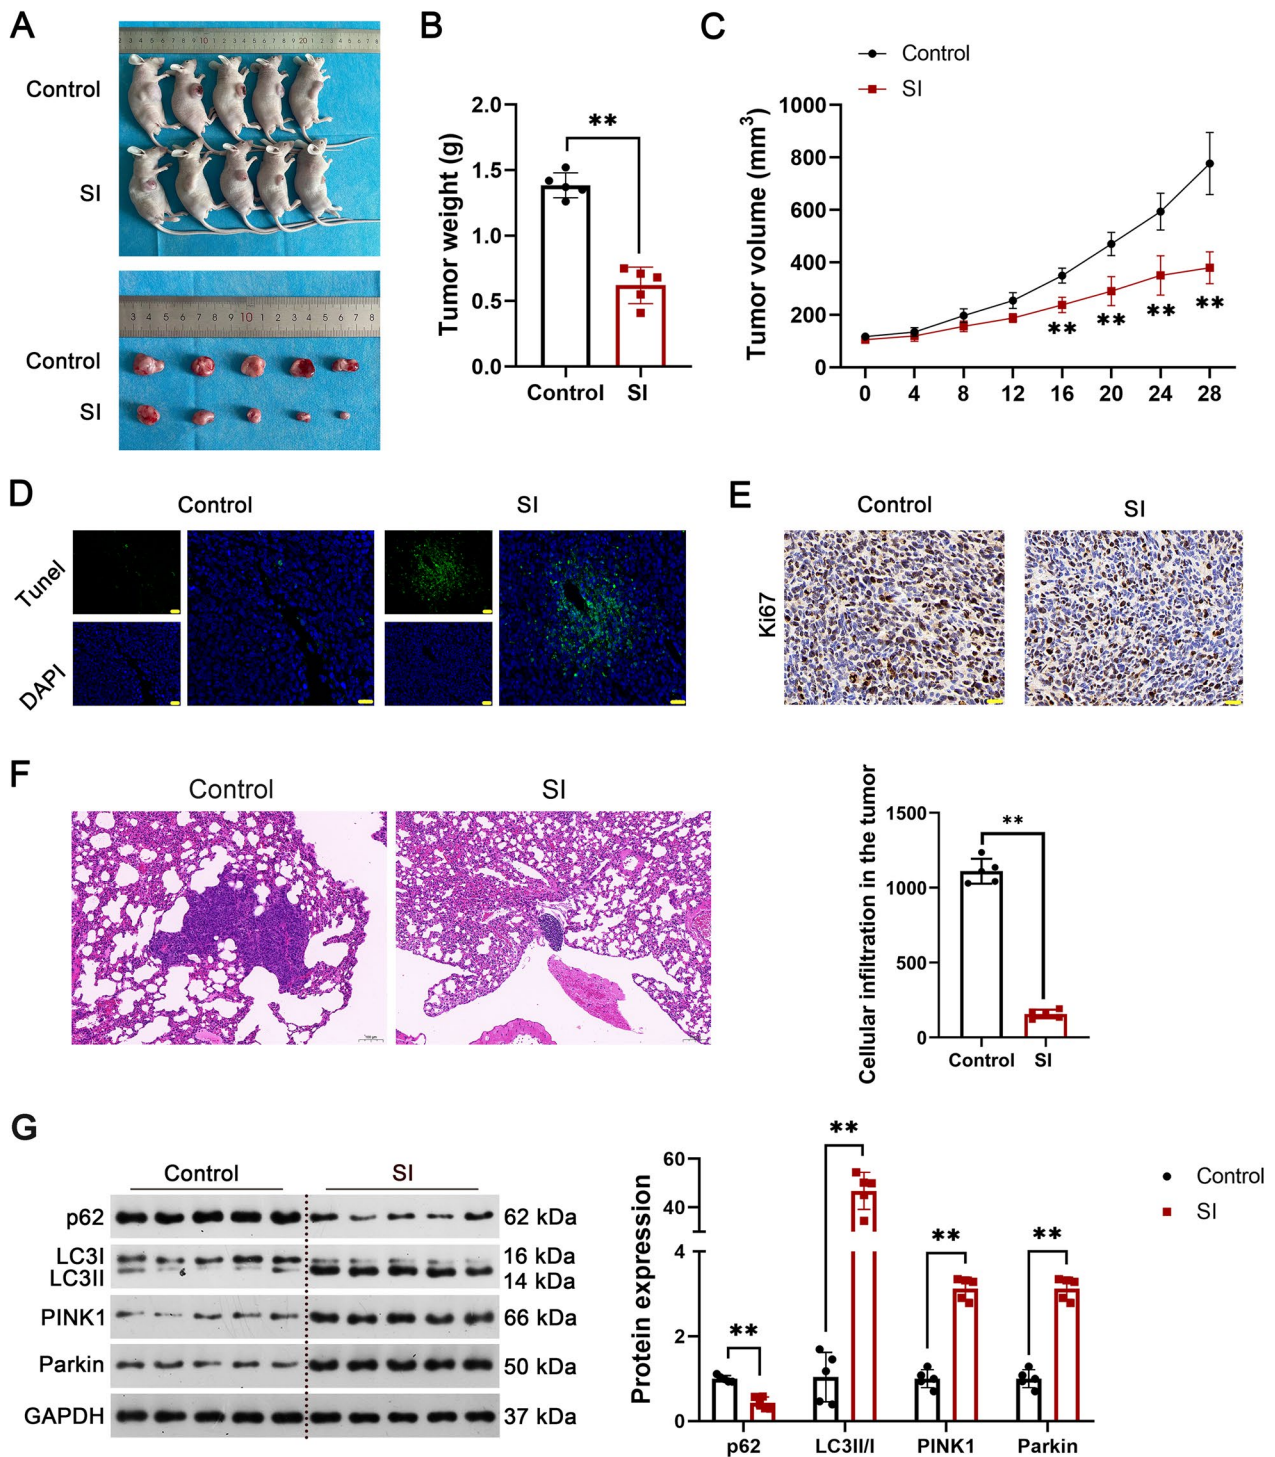 A
Control
SI
Control
SI
B
Tumor weight (g)
2.0
1.5
1.0
0.5
0.0
**
Control SI
C
Control
SI
Tumor volume (mm³)
1000
800
600
400
200
0
** ** ** **
0 4 8 12 16 20 24 28
D
Control SI
Tunel
DAPI
E
Control SI
Ki67
F
Control SI
Cellular infiltration in the tumor
1500
1000
500
0
**
Control SI
G
Control SI
p62 62 kDa
LC3I 16 kDa
LC3II 14 kDa
PINK1 66 kDa
Parkin 50 kDa
GAPDH 37 kDa
Protein expression
60
40
4
2
0
** ** ** **
p62 LC3II/I PINK1 Parkin
Control
SI